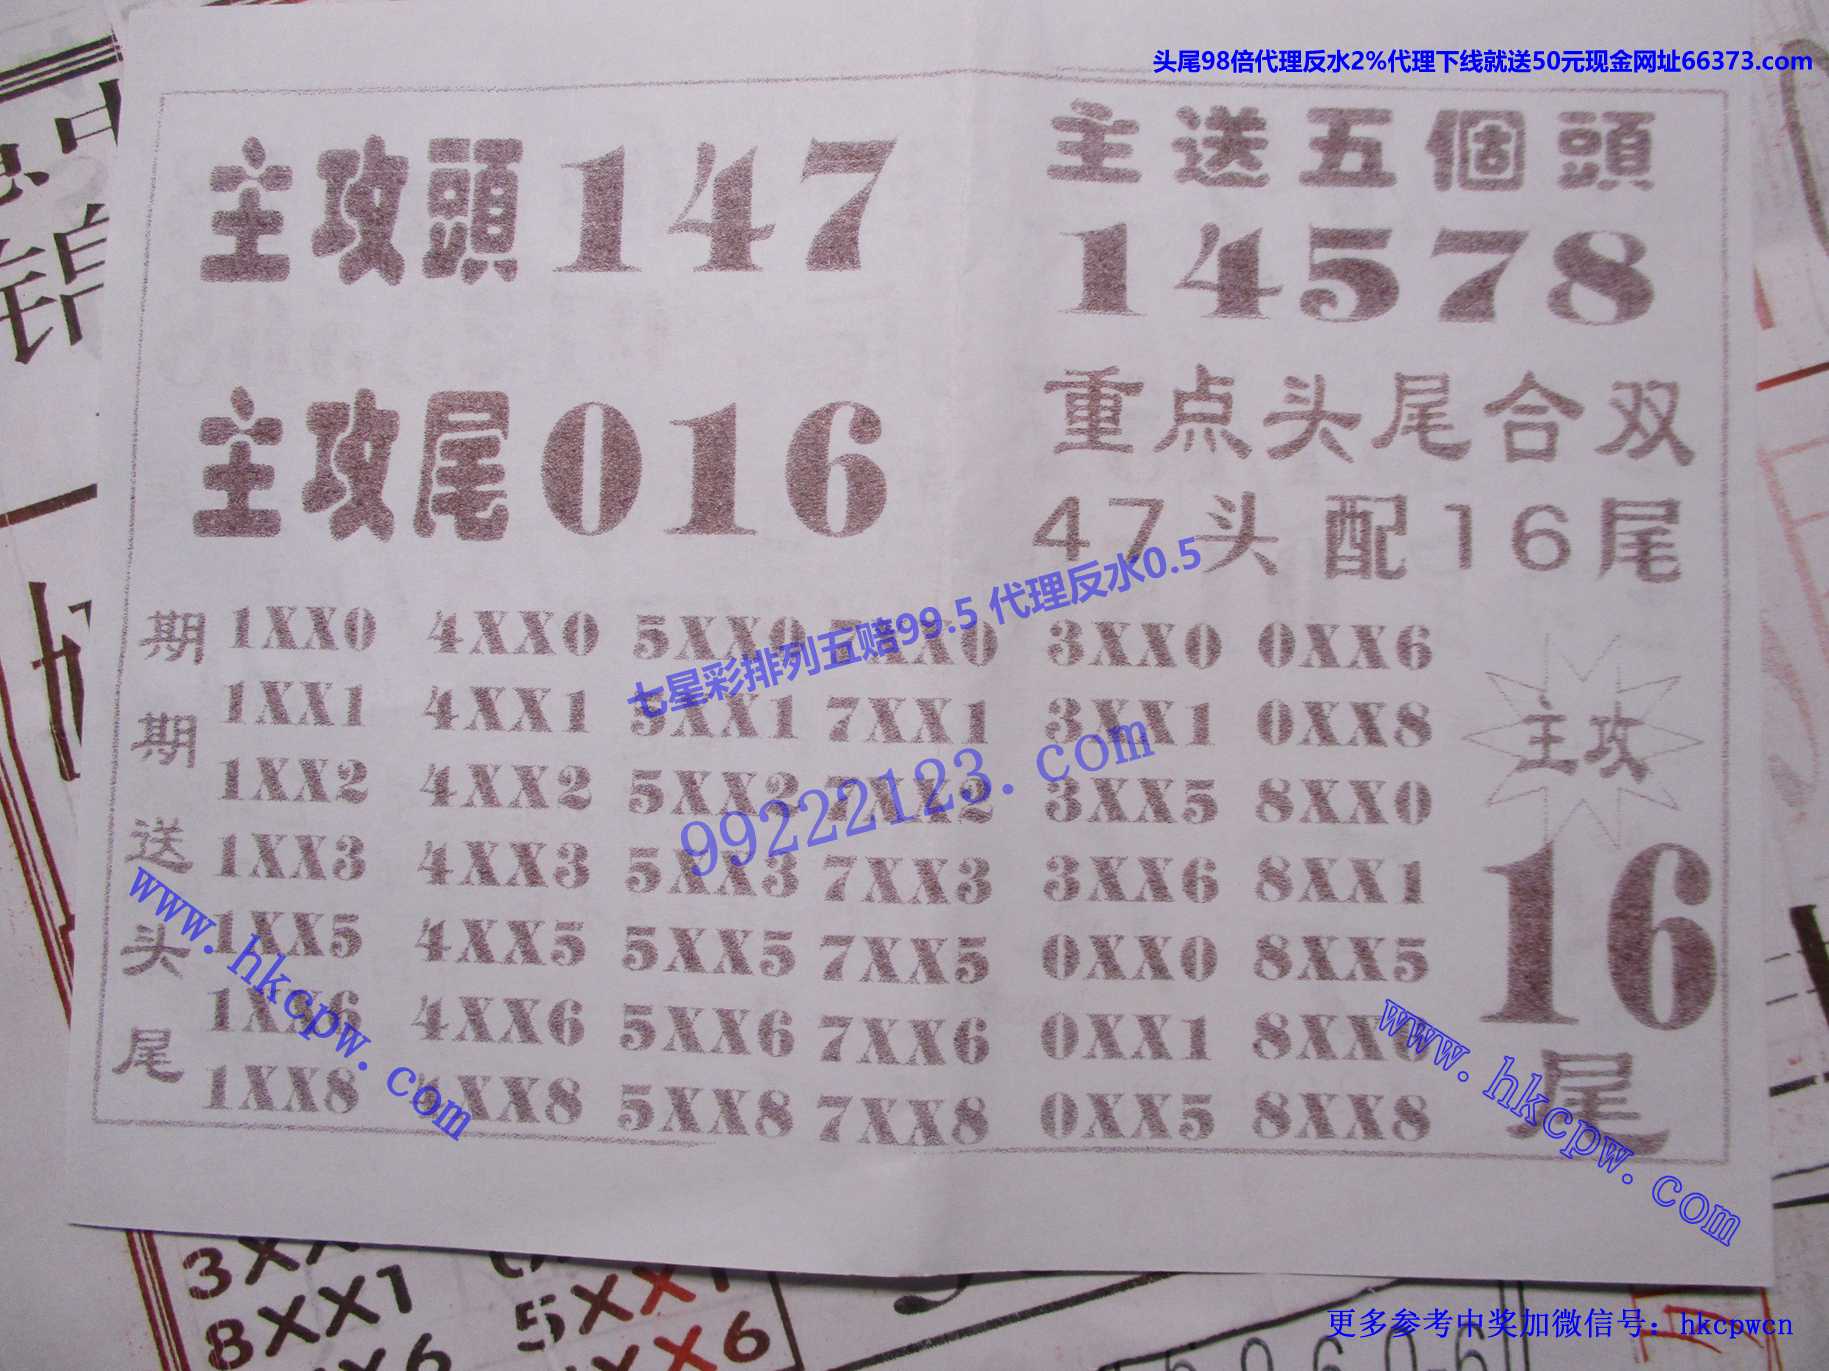 头尾98倍代理反水2%代理下线就送50元现金网址66373.com
主攻頭147
主攻尾016
主送五個頭
14578
重点头尾合双
47头配16尾
七星彩排列五赔99.5 代理反水0.5
99222123.com
期期送头尾
1XX0 4XX0 5XX0 7XX0 3XX0 0XX6
1XX1 4XX1 5XX1 7XX1 3XX1 0XX8
1XX2 4XX2 5XX2 7XX2 3XX5 8XX0
1XX3 4XX3 5XX3 7XX3 3XX6 8XX1
1XX5 4XX5 5XX5 7XX5 0XX0 8XX5
1XX6 4XX6 5XX6 7XX6 0XX1 8XX6
1XX8 4XX8 5XX8 7XX8 0XX5 8XX8
主攻
16
尾
www.hkcpw.com
www.hkcpw.com
8XX1
5XX1
更多参考中奖加微信号：hkcpwcn